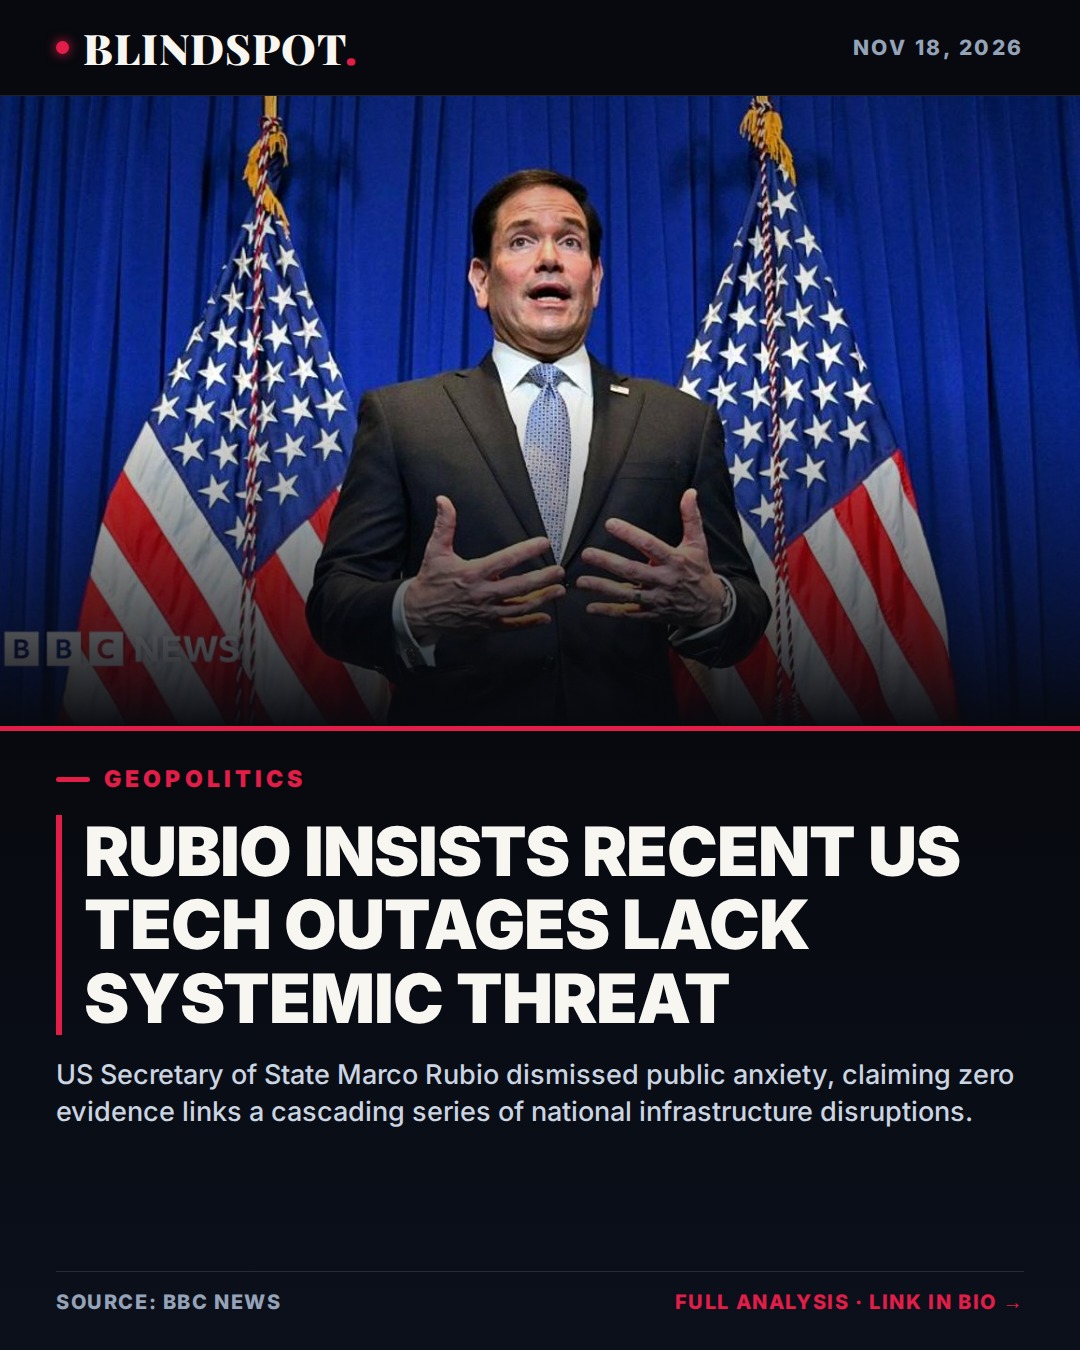 BLINDSPOT.
NOV 18, 2026
BBC NEWS
GEOPOLITICS
RUBIO INSISTS RECENT US
TECH OUTAGES LACK
SYSTEMIC THREAT
US Secretary of State Marco Rubio dismissed public anxiety, claiming zero
evidence links a cascading series of national infrastructure disruptions.
SOURCE: BBC NEWS
FULL ANALYSIS · LINK IN BIO →